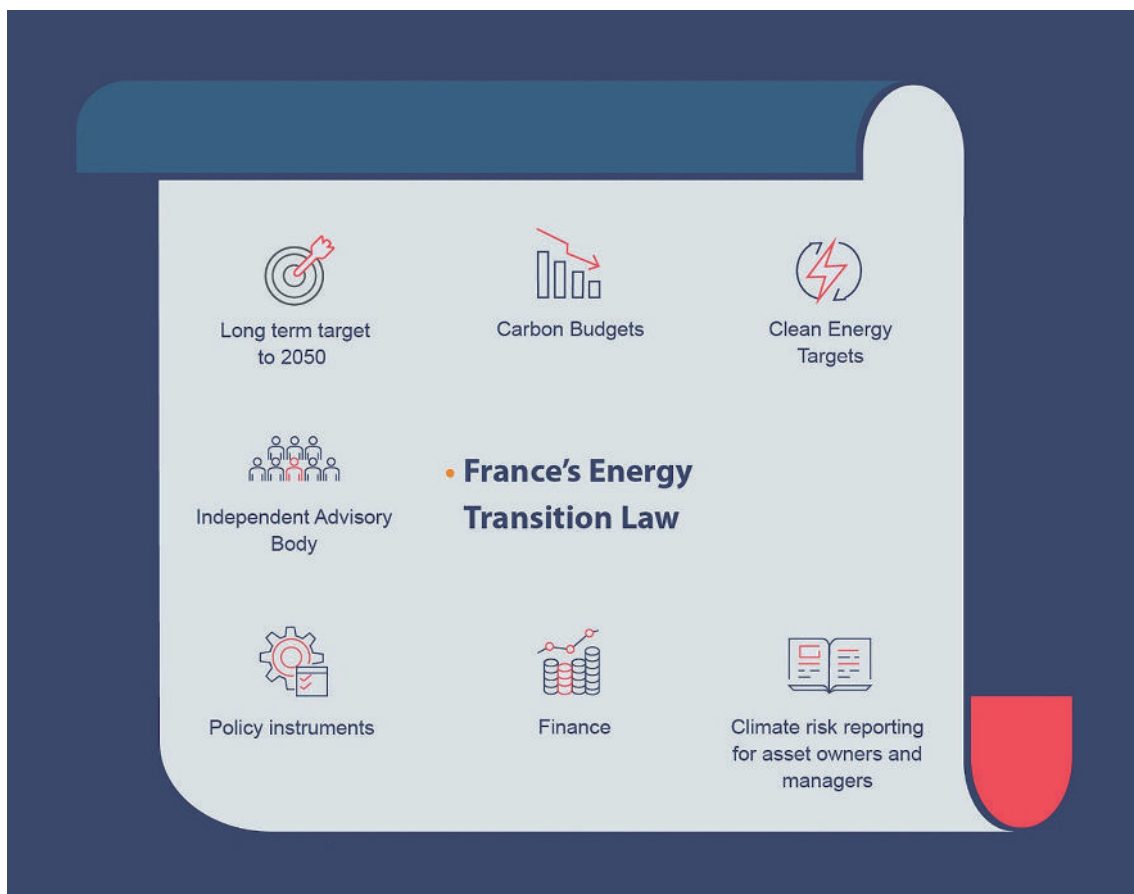 Long term target
to 2050
Carbon Budgets
Clean Energy
Targets
Independent Advisory
Body
• France's Energy
Transition Law
Policy instruments
Finance
Climate risk reporting
for asset owners and
managers